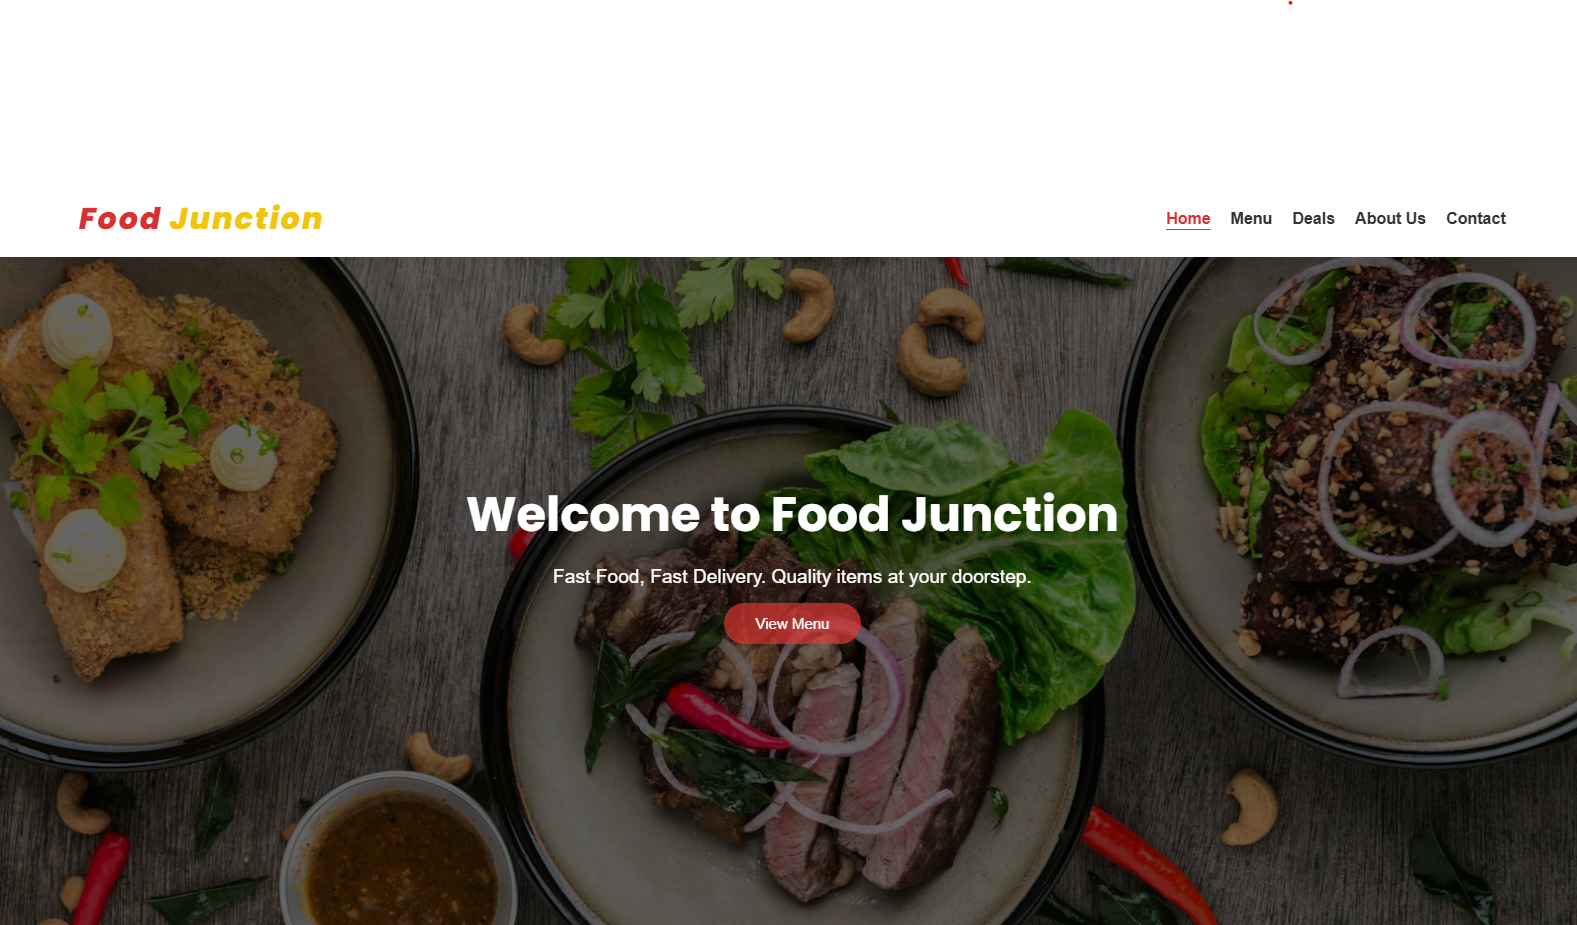 Food Junction
Home Menu Deals About Us Contact
Welcome to Food Junction
Fast Food, Fast Delivery. Quality items at your doorstep.
View Menu